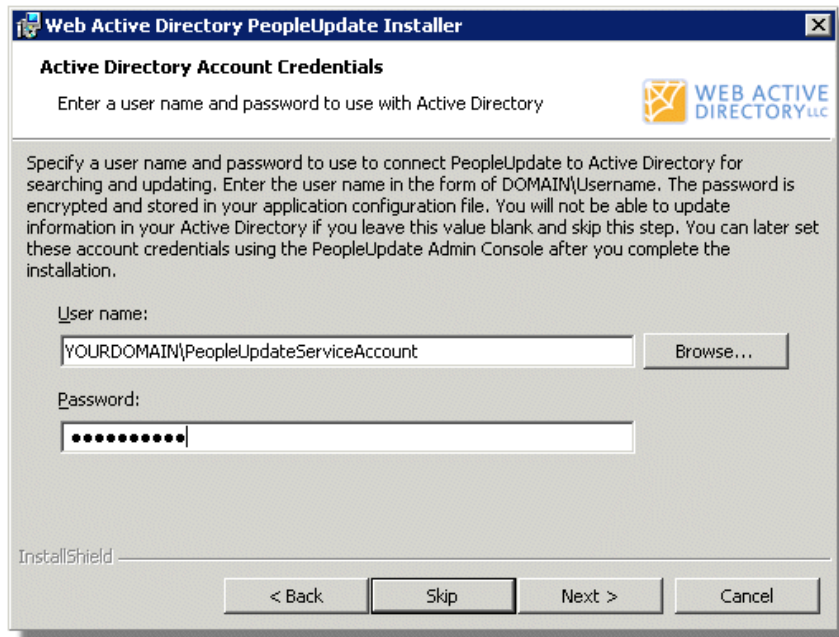 Web Active Directory PeopleUpdate Installer
Active Directory Account Credentials
Enter a user name and password to use with Active Directory
WEB ACTIVE
DIRECTORY LLC
Specify a user name and password to use to connect PeopleUpdate to Active Directory for
searching and updating. Enter the user name in the form of DOMAIN\Username. The password is
encrypted and stored in your application configuration file. You will not be able to update
information in your Active Directory if you leave this value blank and skip this step. You can later set
these account credentials using the PeopleUpdate Admin Console after you complete the
installation.
User name:
YOURDOMAIN\PeopleUpdateServiceAccount
Browse...
Password:
●●●●●●●●●●
InstallShield
< Back
Skip
Next >
Cancel